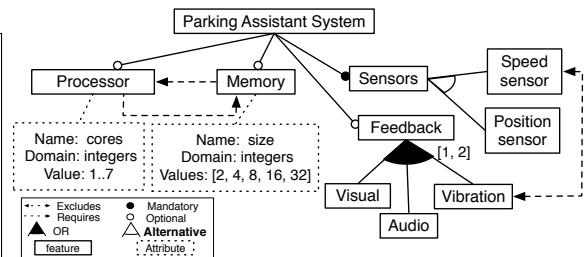 Parking Assistant System
Processor
Memory
Sensors
Speed
sensor
Position
sensor
Feedback
[1, 2]
Visual
Audio
Vibration
Name: cores
Domain: integers
Value: 1..7
Name: size
Domain: integers
Values: [2, 4, 8, 16, 32]
Excludes
Requires
OR
feature
Mandatory
Optional
Alternative
Attribute